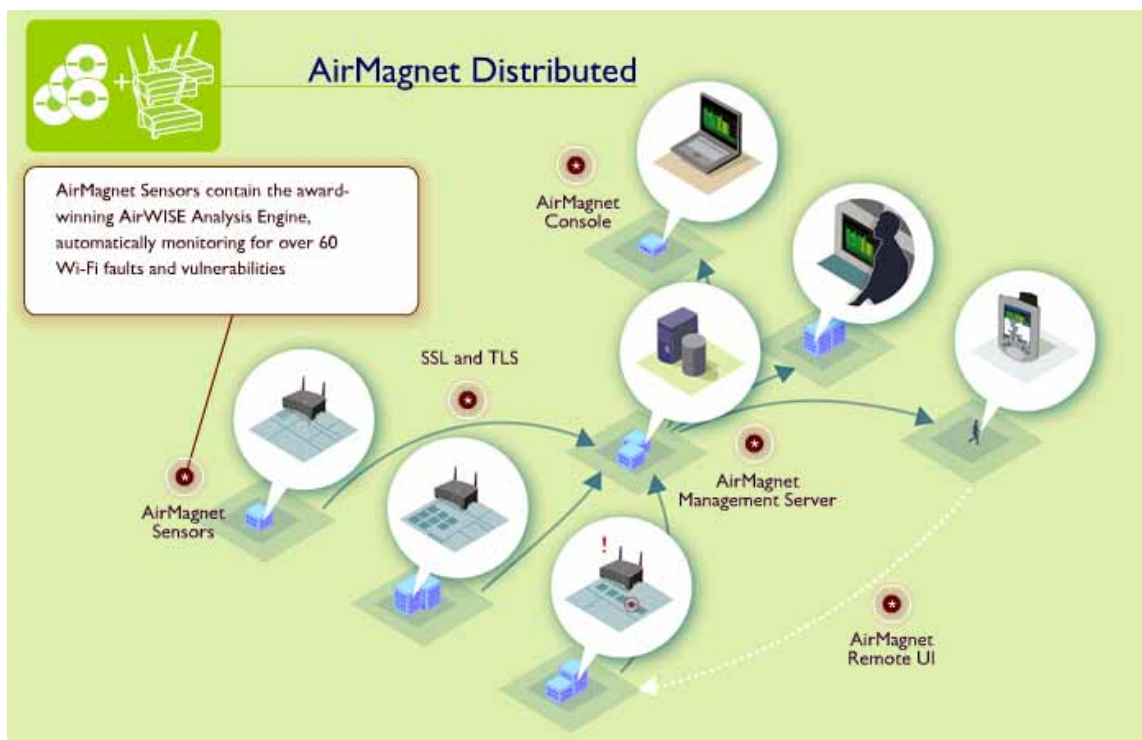 AirMagnet Distributed
AirMagnet Sensors contain the award-
winning AirWISE Analysis Engine,
automatically monitoring for over 60
Wi-Fi faults and vulnerabilities
AirMagnet
Console
SSL and TLS
AirMagnet
Sensors
AirMagnet
Management Server
!
AirMagnet
Remote UI